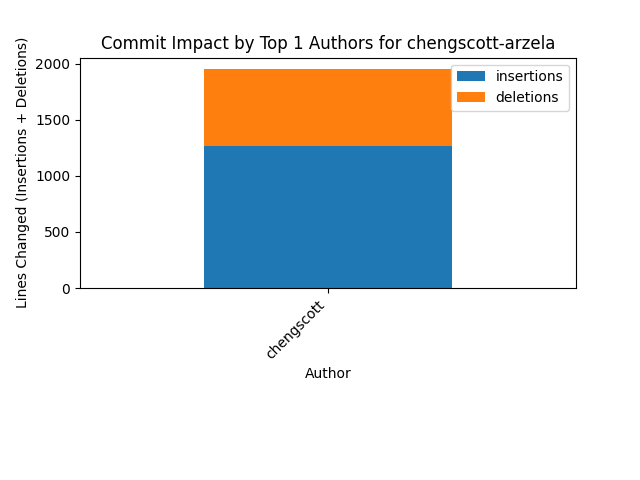 Commit Impact by Top 1 Authors for chengscott-arzela
Lines Changed (Insertions + Deletions)
2000
1500
1000
500
0
insertions
deletions
chengscott
Author